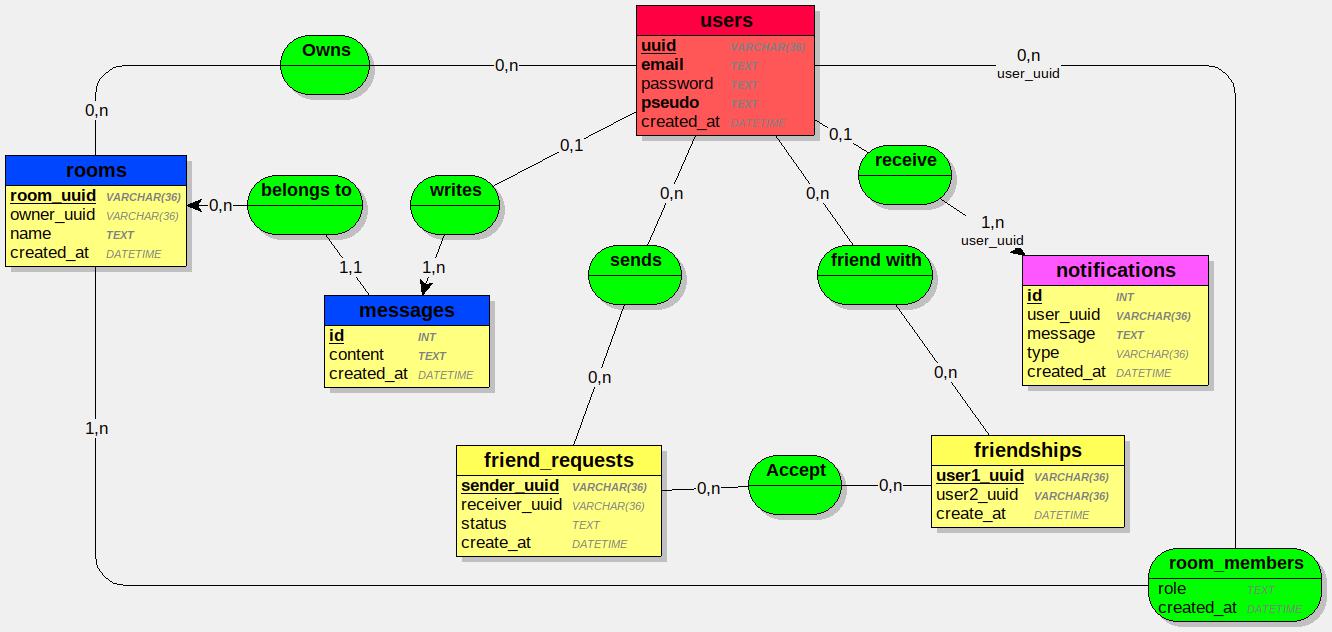 users
uuid VARCHAR(36)
email TEXT
password TEXT
pseudo TEXT
created_at DATETIME
Owns
0,n
0,n
user_uuid
0,n
rooms
room_uuid VARCHAR(36)
owner_uuid VARCHAR(36)
name TEXT
created_at DATETIME
0,n
belongs to
writes
0,1
0,1
receive
0,n
0,n
1,n
user_uuid
1,1
1,n
sends
friend with
messages
id INT
content TEXT
created_at DATETIME
notifications
id INT
user_uuid VARCHAR(36)
message TEXT
type VARCHAR(36)
created_at DATETIME
0,n
0,n
1,n
friend_requests
sender_uuid VARCHAR(36)
receiver_uuid VARCHAR(36)
status TEXT
create_at DATETIME
0,n
Accept
0,n
friendships
user1_uuid VARCHAR(36)
user2_uuid VARCHAR(36)
create_at DATETIME
room_members
role TEXT
created_at DATETIME